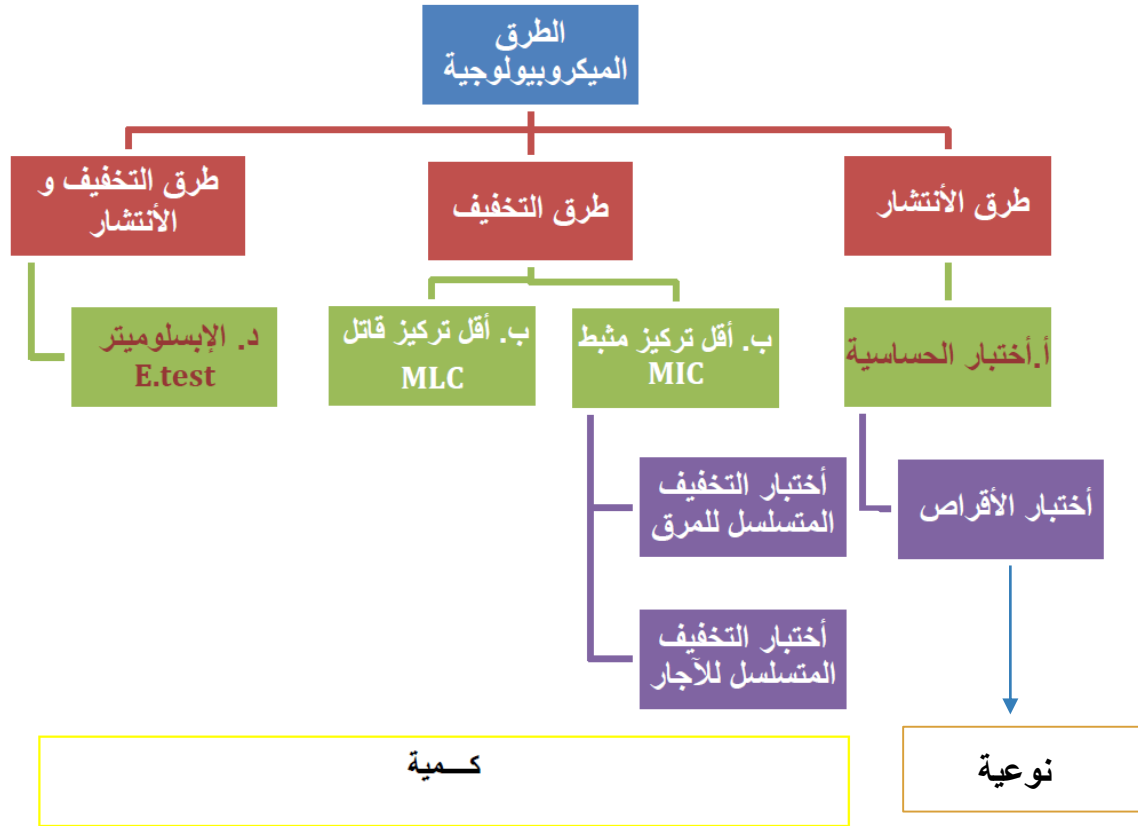 الطرق
الميكروبيولوجية
طرق الأنتشار
طرق التخفيف
طرق التخفيف و
الأنتشار
أ.أختبار الحساسية
ب. أقل تركيز مثبط
MIC
ب. أقل تركيز قاتل
MLC
د. الإبسلوميتر
E.test
أختبار الأقراص
أختبار التخفيف
المتسلسل للمرق
أختبار التخفيف
المتسلسل للآجار
نوعية
كـــمية